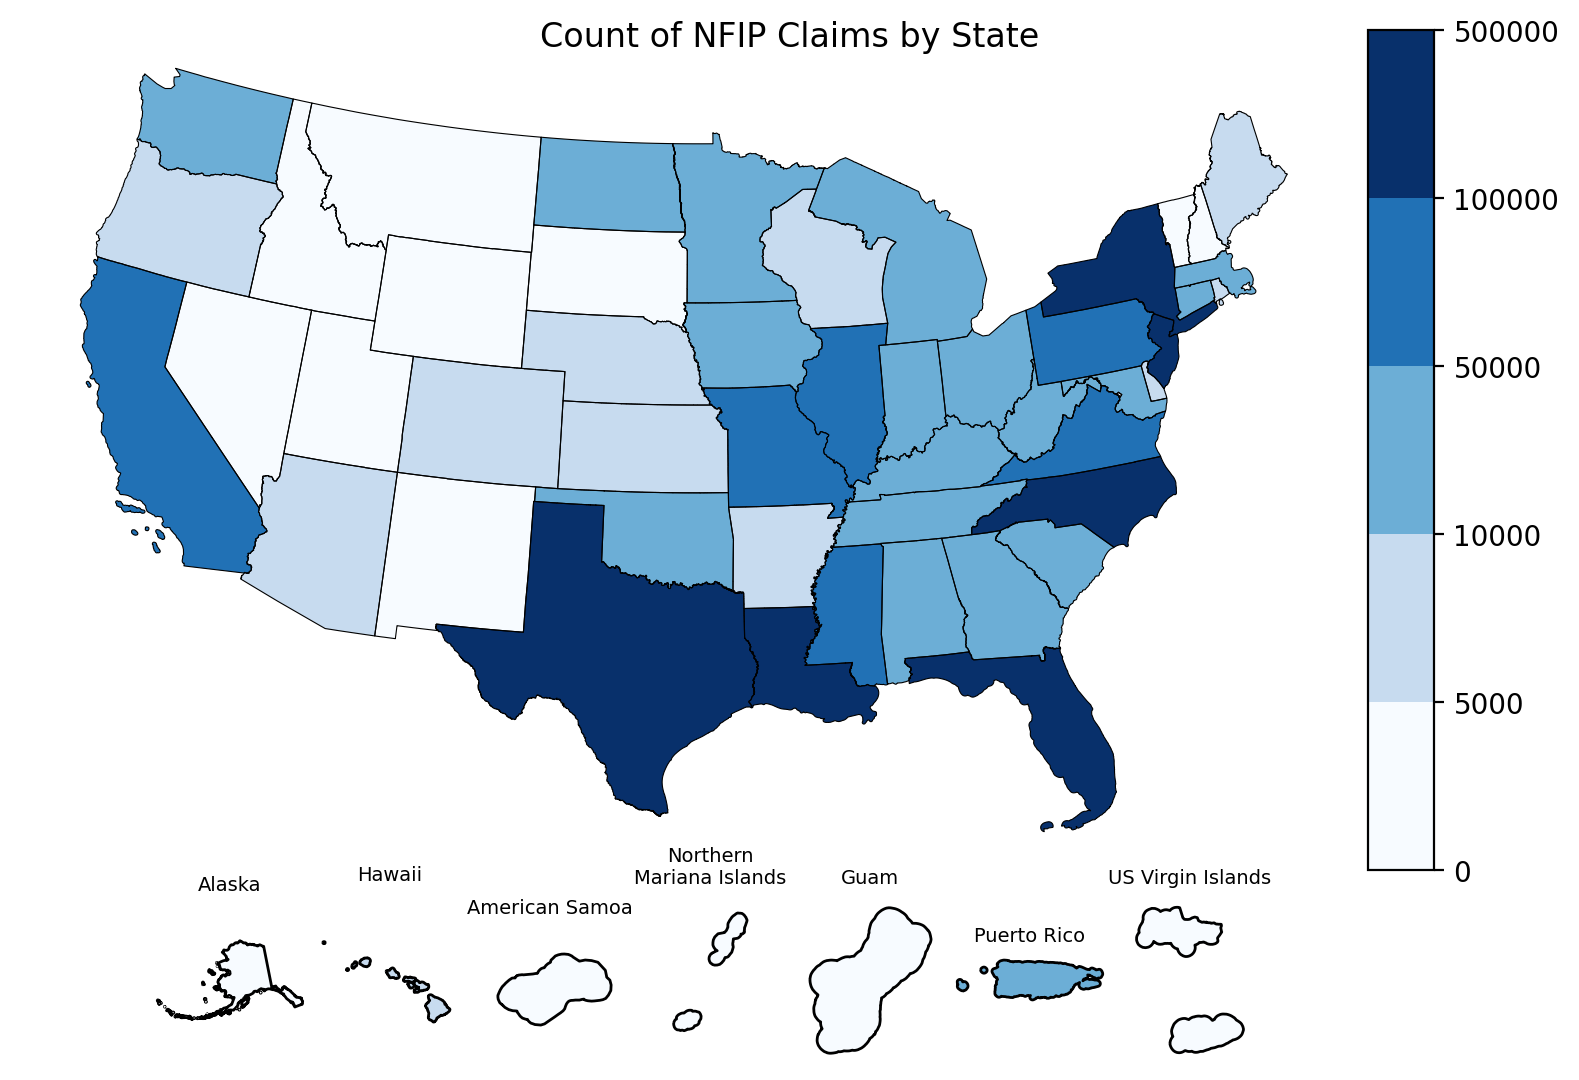 Count of NFIP Claims by State
500000
100000
50000
10000
5000
0
Alaska
Hawaii
American Samoa
Northern
Mariana Islands
Guam
Puerto Rico
US Virgin Islands